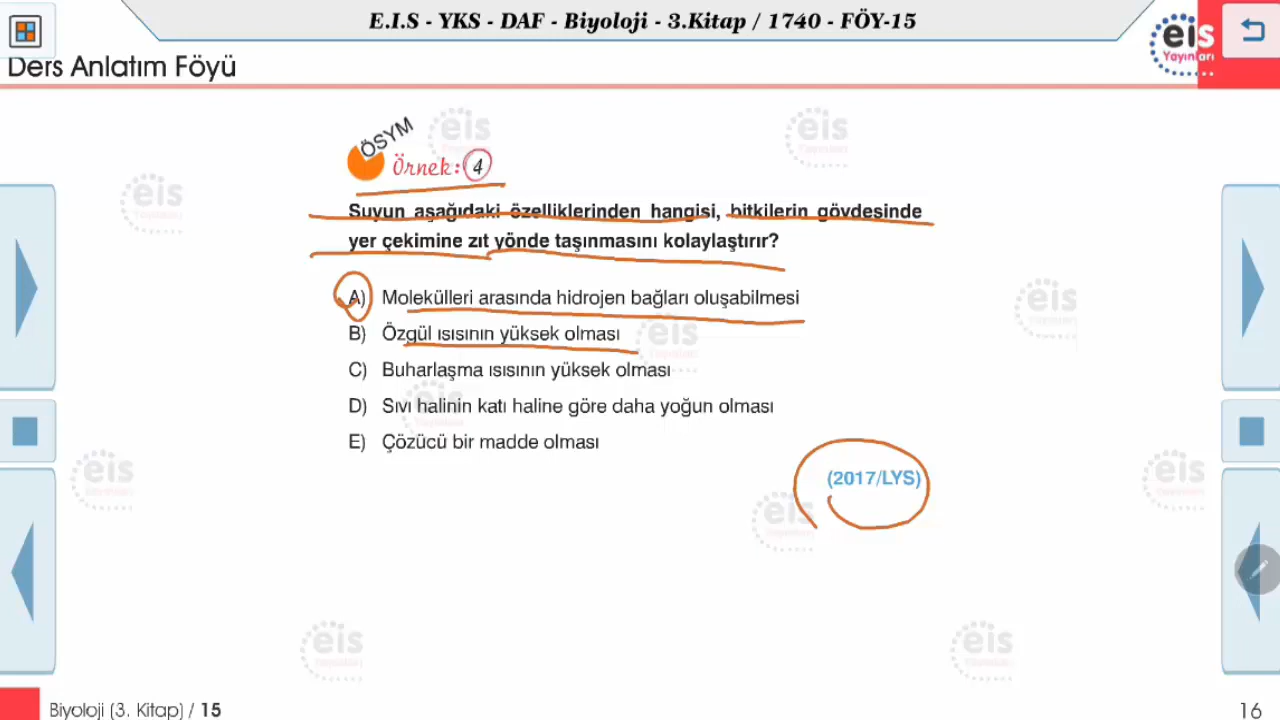 E.I.S - YKS - DAF - Biyoloji - 3.Kitap / 1740 - FÖY-15
eis
Yayınları
Ders Anlatım Föyü
ÖSYM
Örnek: 4
Suyun aşağıdaki özelliklerinden hangisi, bitkilerin gövdesinde
yer çekimine zıt yönde taşınmasını kolaylaştırır?
A) Molekülleri arasında hidrojen bağları oluşabilmesi
B) Özgül ısısının yüksek olması
C) Buharlaşma ısısının yüksek olması
D) Sıvı halinin katı haline göre daha yoğun olması
E) Çözücü bir madde olması
(2017/LYS)
Biyoloji (3. Kitap) / 15
16